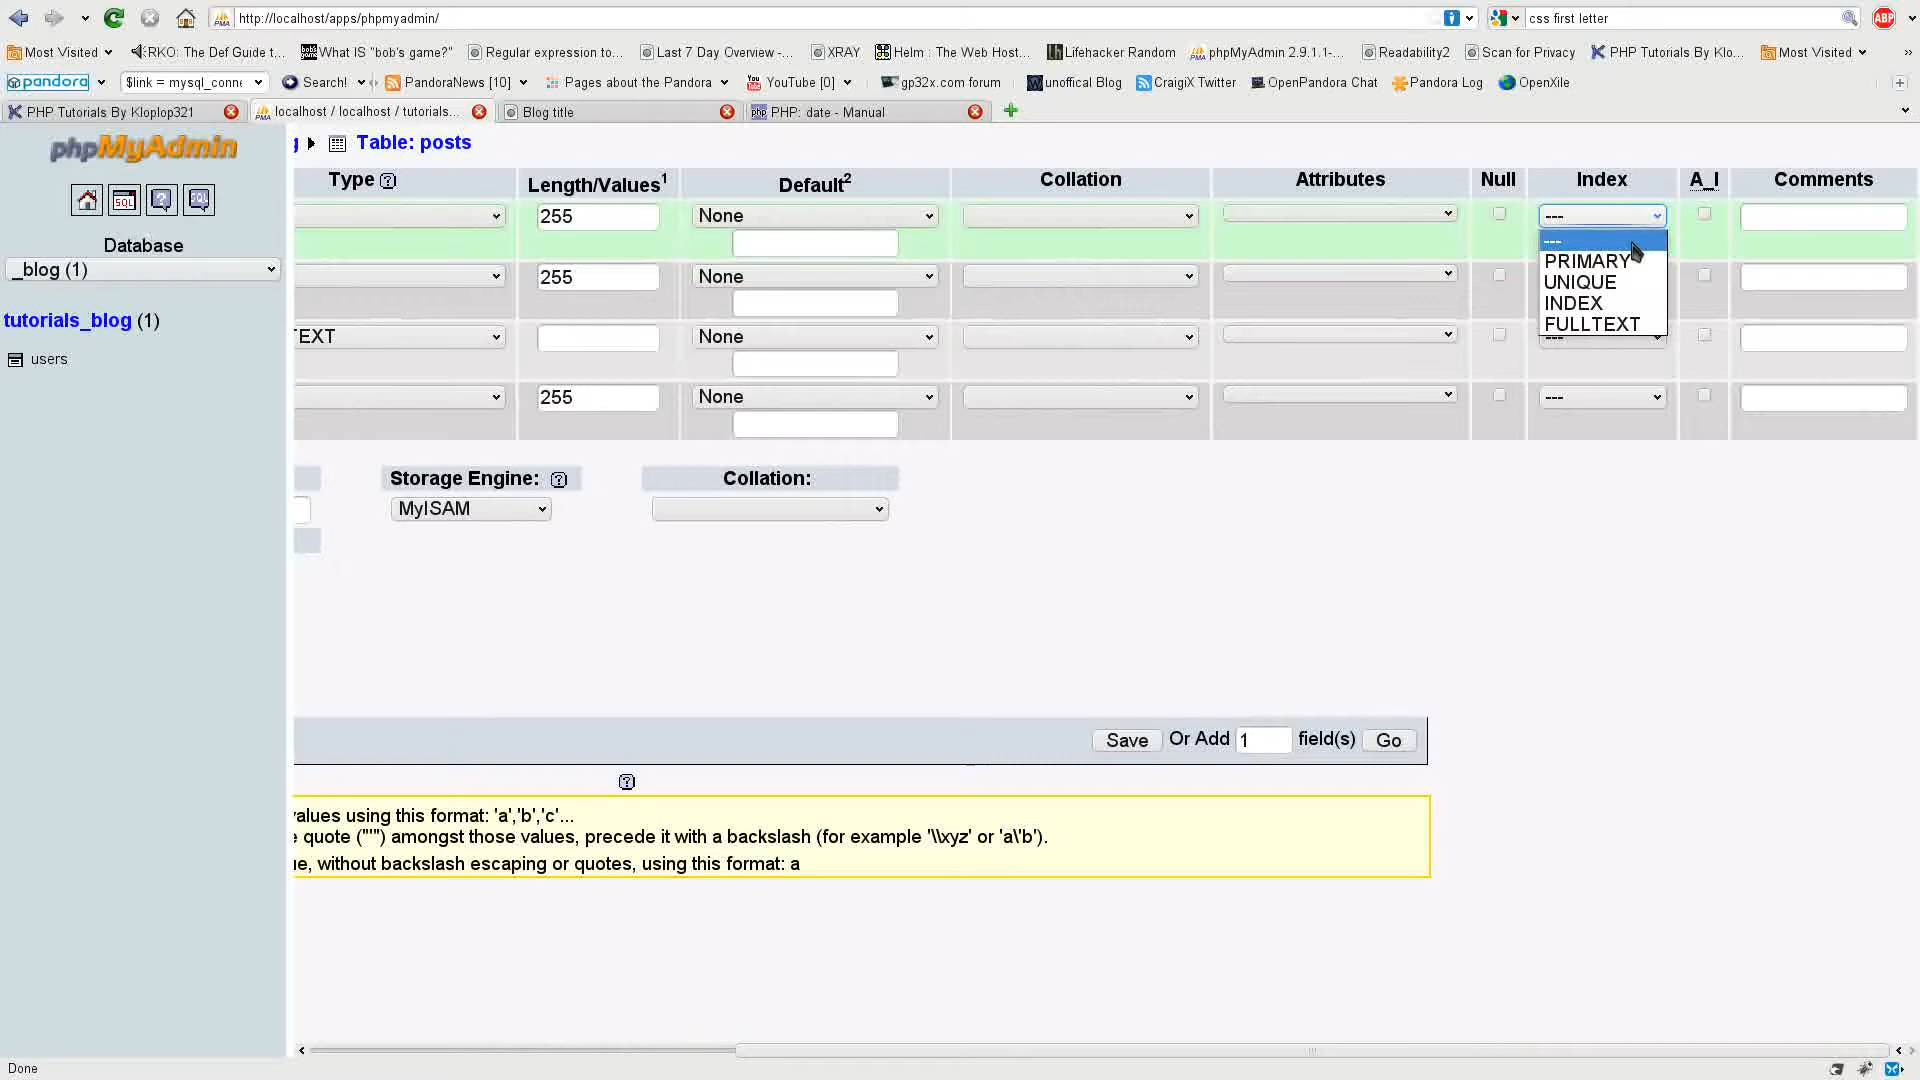 http://localhost/apps/phpmyadmin/
css first letter
ABP
Most Visited
RKO: The Def Guide t...
What IS "bob's game?"
Regular expression to...
Last 7 Day Overview -...
XRAY
Helm : The Web Host...
Lifehacker Random
phpMyAdmin 2.9.1.1-...
Readability2
Scan for Privacy
PHP Tutorials By Klo...
Most Visited
»
pandora
$link = mysql_conne
Search!
PandoraNews [10]
Pages about the Pandora
YouTube [0]
gp32x.com forum
unoffical Blog
CraigiX Twitter
OpenPandora Chat
Pandora Log
OpenXile
PHP Tutorials By Kloplop321
localhost / localhost / tutorials...
Blog title
PHP: date - Manual
phpMyAdmin
g
Table: posts
SQL
Database
_blog (1)
tutorials_blog (1)
users
Type
Length/Values1
Default2
Collation
Attributes
Null
Index
A_I
Comments
255
None
---
---
PRIMARY
UNIQUE
INDEX
FULLTEXT
255
None
TEXT
None
---
255
None
---
Storage Engine:
Collation:
MyISAM
Save
Or Add
1
field(s)
Go
values using this format: 'a','b','c'...
e quote ("'") amongst those values, precede it with a backslash (for example '\\xyz' or 'a\'b').
ue, without backslash escaping or quotes, using this format: a
Done